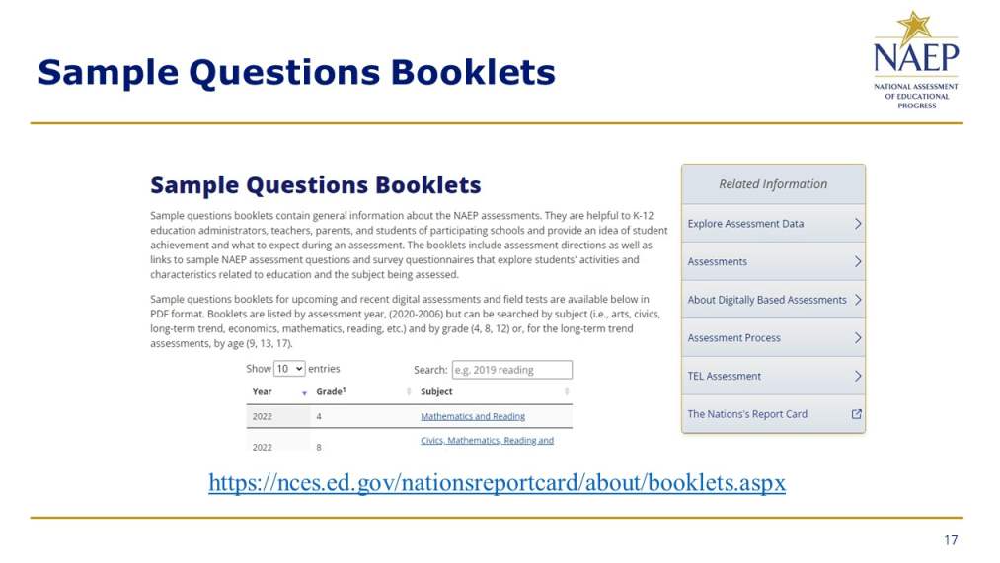 Sample Questions Booklets
NAEP
NATIONAL ASSESSMENT
OF EDUCATIONAL
PROGRESS
Sample Questions Booklets
Sample questions booklets contain general information about the NAEP assessments. They are helpful to K-12
education administrators, teachers, parents, and students of participating schools and provide an idea of student
achievement and what to expect during an assessment. The booklets include assessment directions as well as
links to sample NAEP assessment questions and survey questionnaires that explore students' activities and
characteristics related to education and the subject being assessed.
Sample questions booklets for upcoming and recent digital assessments and field tests are available below in
PDF format. Booklets are listed by assessment year, (2020-2006) but can be searched by subject (i.e., arts, civics,
long-term trend, economics, mathematics, reading, etc.) and by grade (4, 8, 12) or, for the long-term trend
assessments, by age (9, 13, 17).
Show 10 entries Search: e.g. 2019 reading
Year Grade¹ Subject
2022 4 Mathematics and Reading
2022 8 Civics, Mathematics, Reading and
Related Information
Explore Assessment Data
Assessments
About Digitally Based Assessments
Assessment Process
TEL Assessment
The Nations's Report Card
https://nces.ed.gov/nationsreportcard/about/booklets.aspx
17